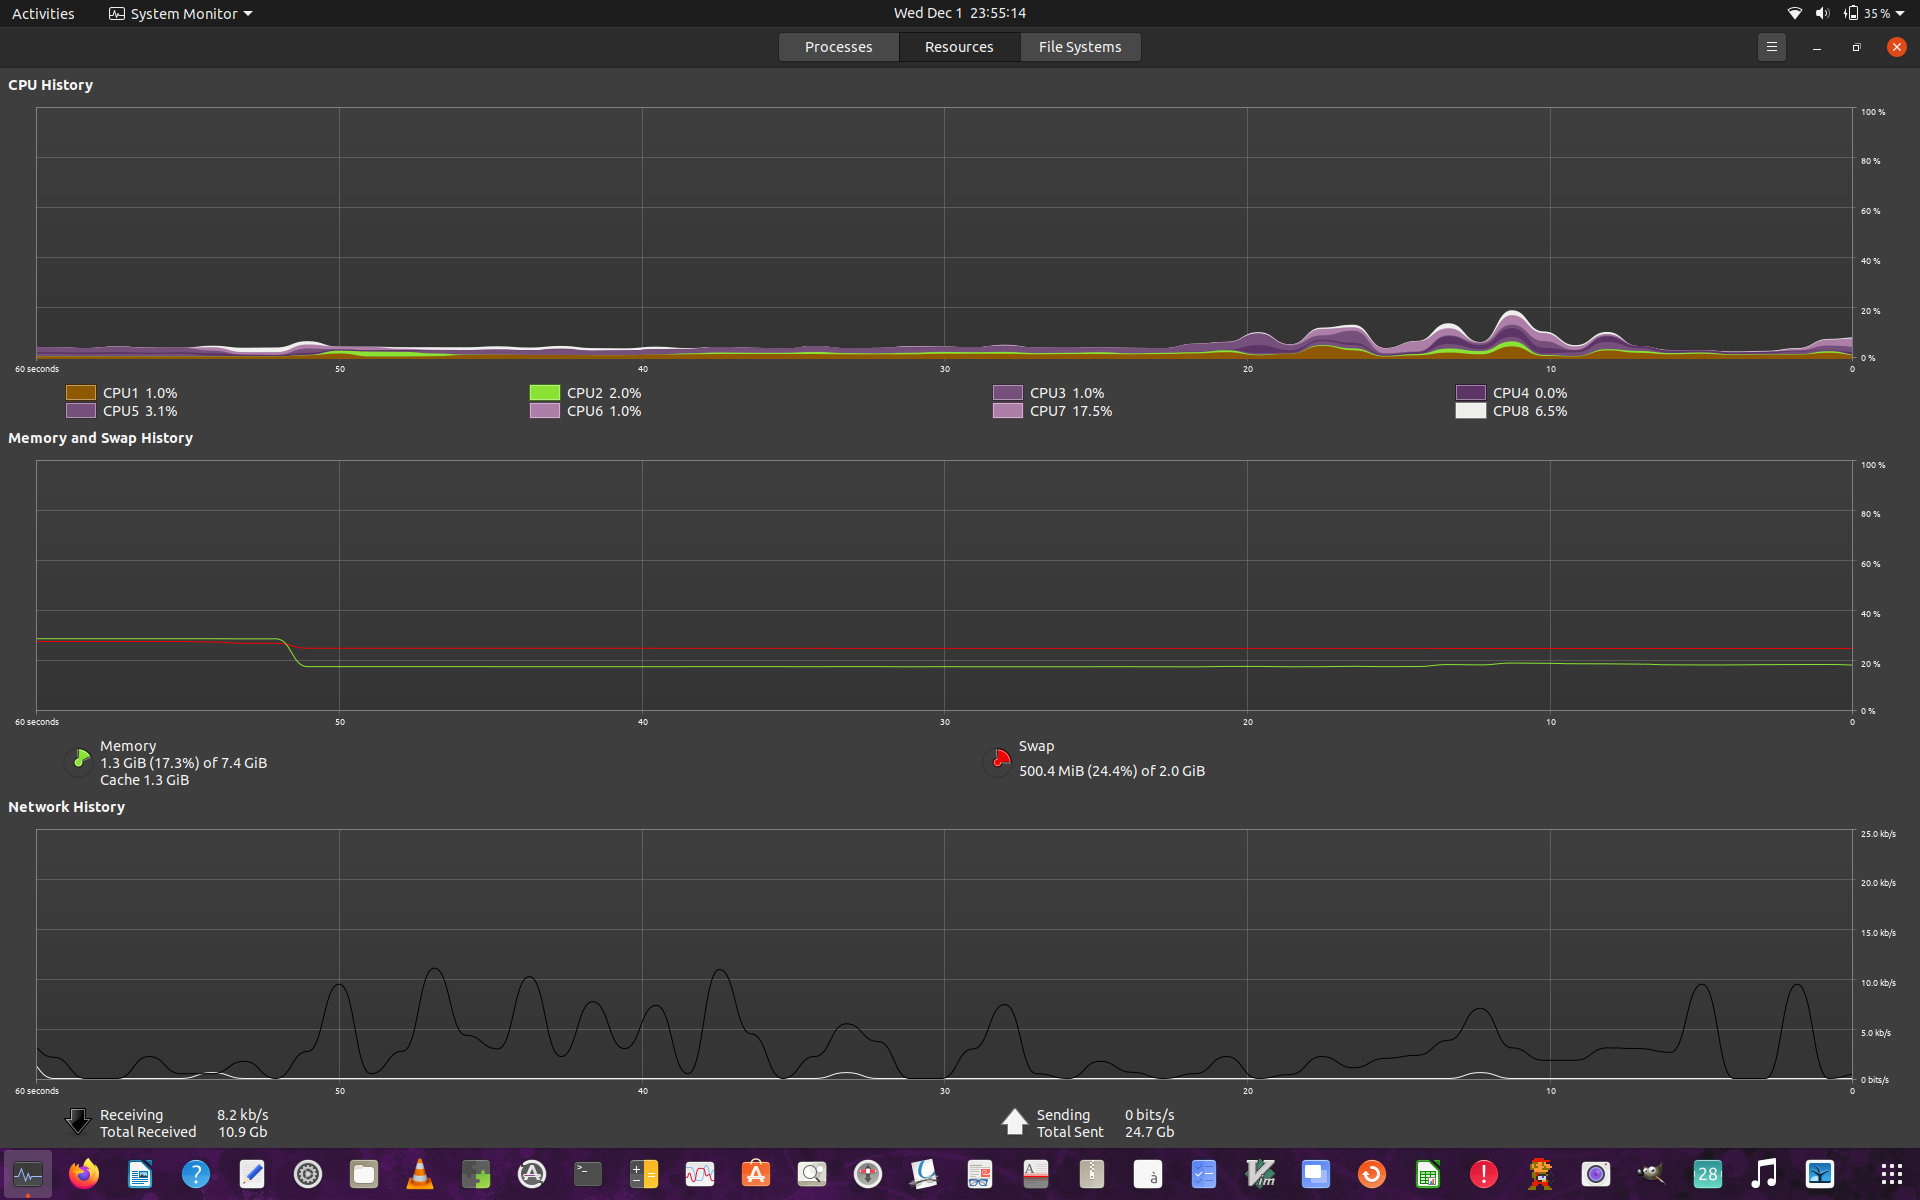 Activities System Monitor Wed Dec 1 23:55:14 35 %
Processes Resources File Systems
CPU History
100 %
80 %
60 %
40 %
20 %
0 %
60 seconds 50 40 30 20 10 0
CPU1 1.0% CPU2 2.0% CPU3 1.0% CPU4 0.0%
CPU5 3.1% CPU6 1.0% CPU7 17.5% CPU8 6.5%
Memory and Swap History
100 %
80 %
60 %
40 %
20 %
0 %
60 seconds 50 40 30 20 10 0
Memory
1.3 GiB (17.3%) of 7.4 GiB
Cache 1.3 GiB
Swap
500.4 MiB (24.4%) of 2.0 GiB
Network History
25.0 kb/s
20.0 kb/s
15.0 kb/s
10.0 kb/s
5.0 kb/s
0 bits/s
60 seconds 50 40 30 20 10 0
Receiving 8.2 kb/s Sending 0 bits/s
Total Received 10.9 Gb Total Sent 24.7 Gb
28